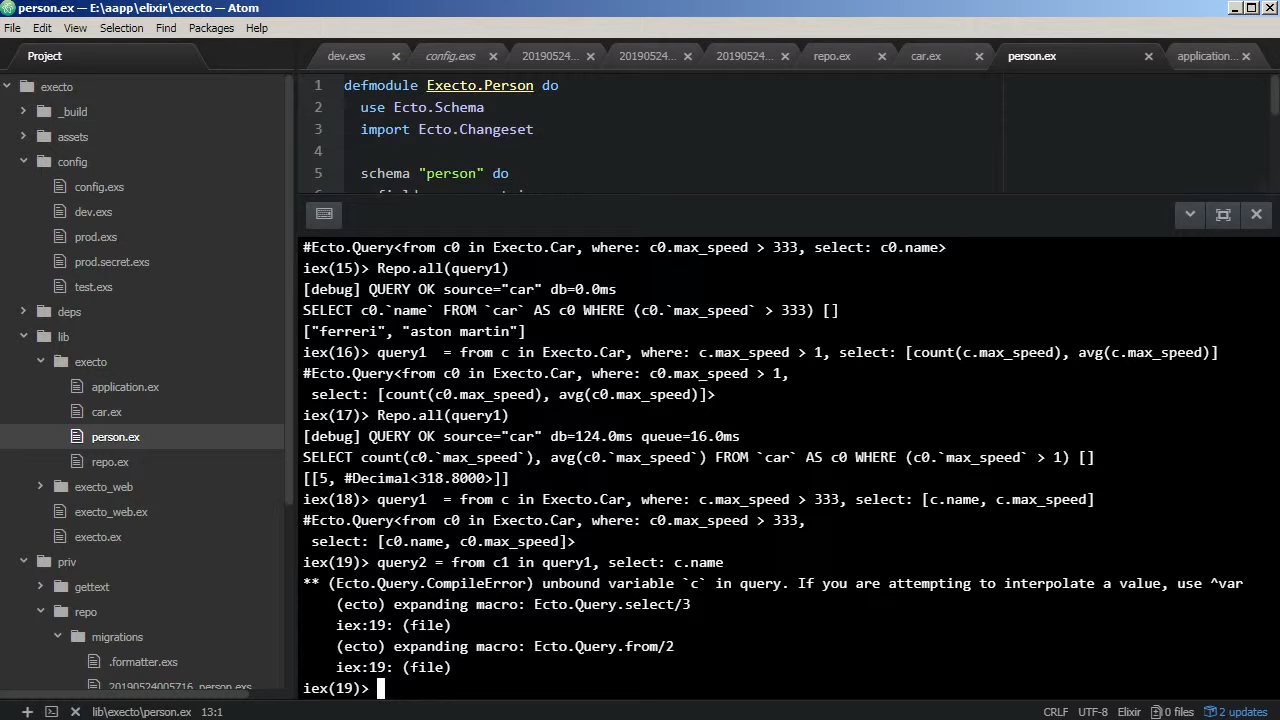 person.ex — E:\aapp\elixir\execto — Atom
File Edit View Selection Find Packages Help
Project
dev.exs config.exs 20190524... 20190524... 20190524... repo.ex car.ex person.ex application...
execto
_build
assets
config
config.exs
dev.exs
prod.exs
prod.secret.exs
test.exs
deps
lib
execto
application.ex
car.ex
person.ex
repo.ex
execto_web
execto_web.ex
execto.ex
priv
gettext
repo
migrations
.formatter.exs
20190524005716_person.exs
1 defmodule Execto.Person do
2 use Ecto.Schema
3 import Ecto.Changeset
4
5 schema "person" do
#Ecto.Query<from c0 in Execto.Car, where: c0.max_speed > 333, select: c0.name>
iex(15)> Repo.all(query1)
[debug] QUERY OK source="car" db=0.0ms
SELECT c0.`name` FROM `car` AS c0 WHERE (c0.`max_speed` > 333) []
["ferreri", "aston martin"]
iex(16)> query1  = from c in Execto.Car, where: c.max_speed > 1, select: [count(c.max_speed), avg(c.max_speed)]
#Ecto.Query<from c0 in Execto.Car, where: c0.max_speed > 1,
select: [count(c0.max_speed), avg(c0.max_speed)]>
iex(17)> Repo.all(query1)
[debug] QUERY OK source="car" db=124.0ms queue=16.0ms
SELECT count(c0.`max_speed`), avg(c0.`max_speed`) FROM `car` AS c0 WHERE (c0.`max_speed` > 1) []
[[5, #Decimal<318.8000>]]
iex(18)> query1  = from c in Execto.Car, where: c.max_speed > 333, select: [c.name, c.max_speed]
#Ecto.Query<from c0 in Execto.Car, where: c0.max_speed > 333,
select: [c0.name, c0.max_speed]>
iex(19)> query2 = from c1 in query1, select: c.name
** (Ecto.Query.CompileError) unbound variable `c` in query. If you are attempting to interpolate a value, use ^var
(ecto) expanding macro: Ecto.Query.select/3
iex:19: (file)
(ecto) expanding macro: Ecto.Query.from/2
iex:19: (file)
iex(19)>
lib\execto\person.ex 13:1 CRLF UTF-8 Elixir 0 files 2 updates